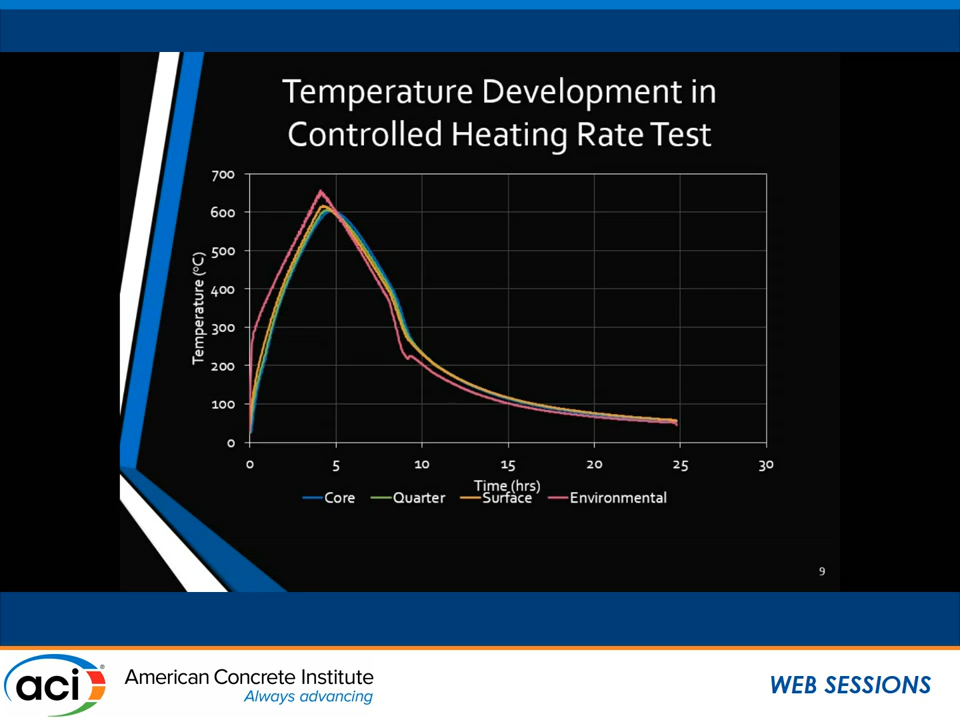 Temperature Development in
Controlled Heating Rate Test
700
600
500
400
300
200
100
0
Temperature (°C)
0 5 10 15 20 25 30
Time (hrs)
Core Quarter Surface Environmental
9
aci® American Concrete Institute
Always advancing
WEB SESSIONS